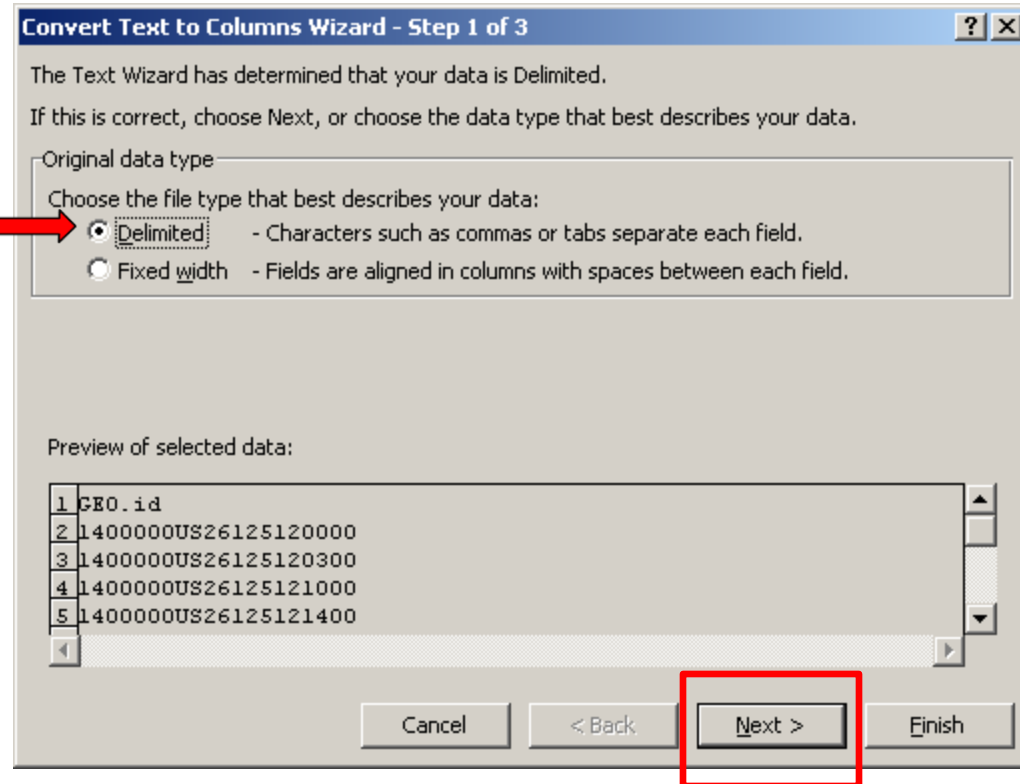 Convert Text to Columns Wizard - Step 1 of 3
The Text Wizard has determined that your data is Delimited.
If this is correct, choose Next, or choose the data type that best describes your data.
Original data type
Choose the file type that best describes your data:
Delimited - Characters such as commas or tabs separate each field.
Fixed width - Fields are aligned in columns with spaces between each field.
Preview of selected data:
1 GEO.id
2 1400000US26125120000
3 1400000US26125120300
4 1400000US26125121000
5 1400000US26125121400
Cancel < Back Next > Finish